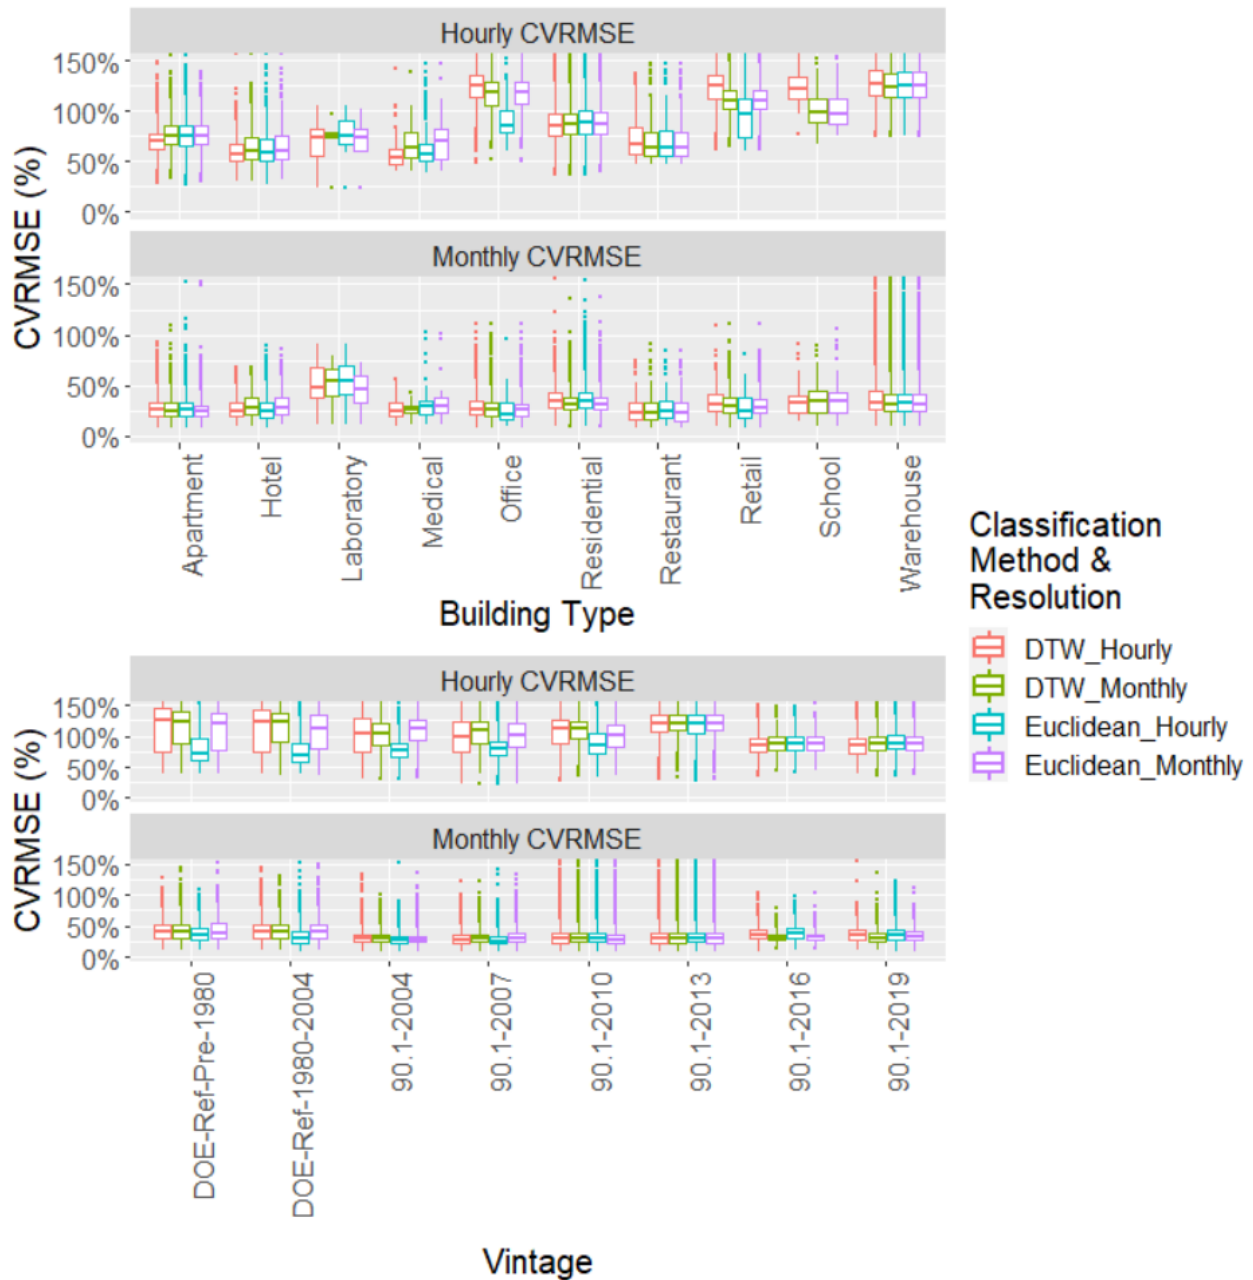 Hourly CVRMSE
150%
100%
50%
0%
Monthly CVRMSE
150%
100%
50%
0%
CVRMSE (%)
Apartment
Hotel
Laboratory
Medical
Office
Residential
Restaurant
Retail
School
Warehouse
Building Type
Hourly CVRMSE
150%
100%
50%
0%
Monthly CVRMSE
150%
100%
50%
0%
CVRMSE (%)
DOE-Ref-Pre-1980
DOE-Ref-1980-2004
90.1-2004
90.1-2007
90.1-2010
90.1-2013
90.1-2016
90.1-2019
Vintage
Classification
Method &
Resolution
DTW_Hourly
DTW_Monthly
Euclidean_Hourly
Euclidean_Monthly